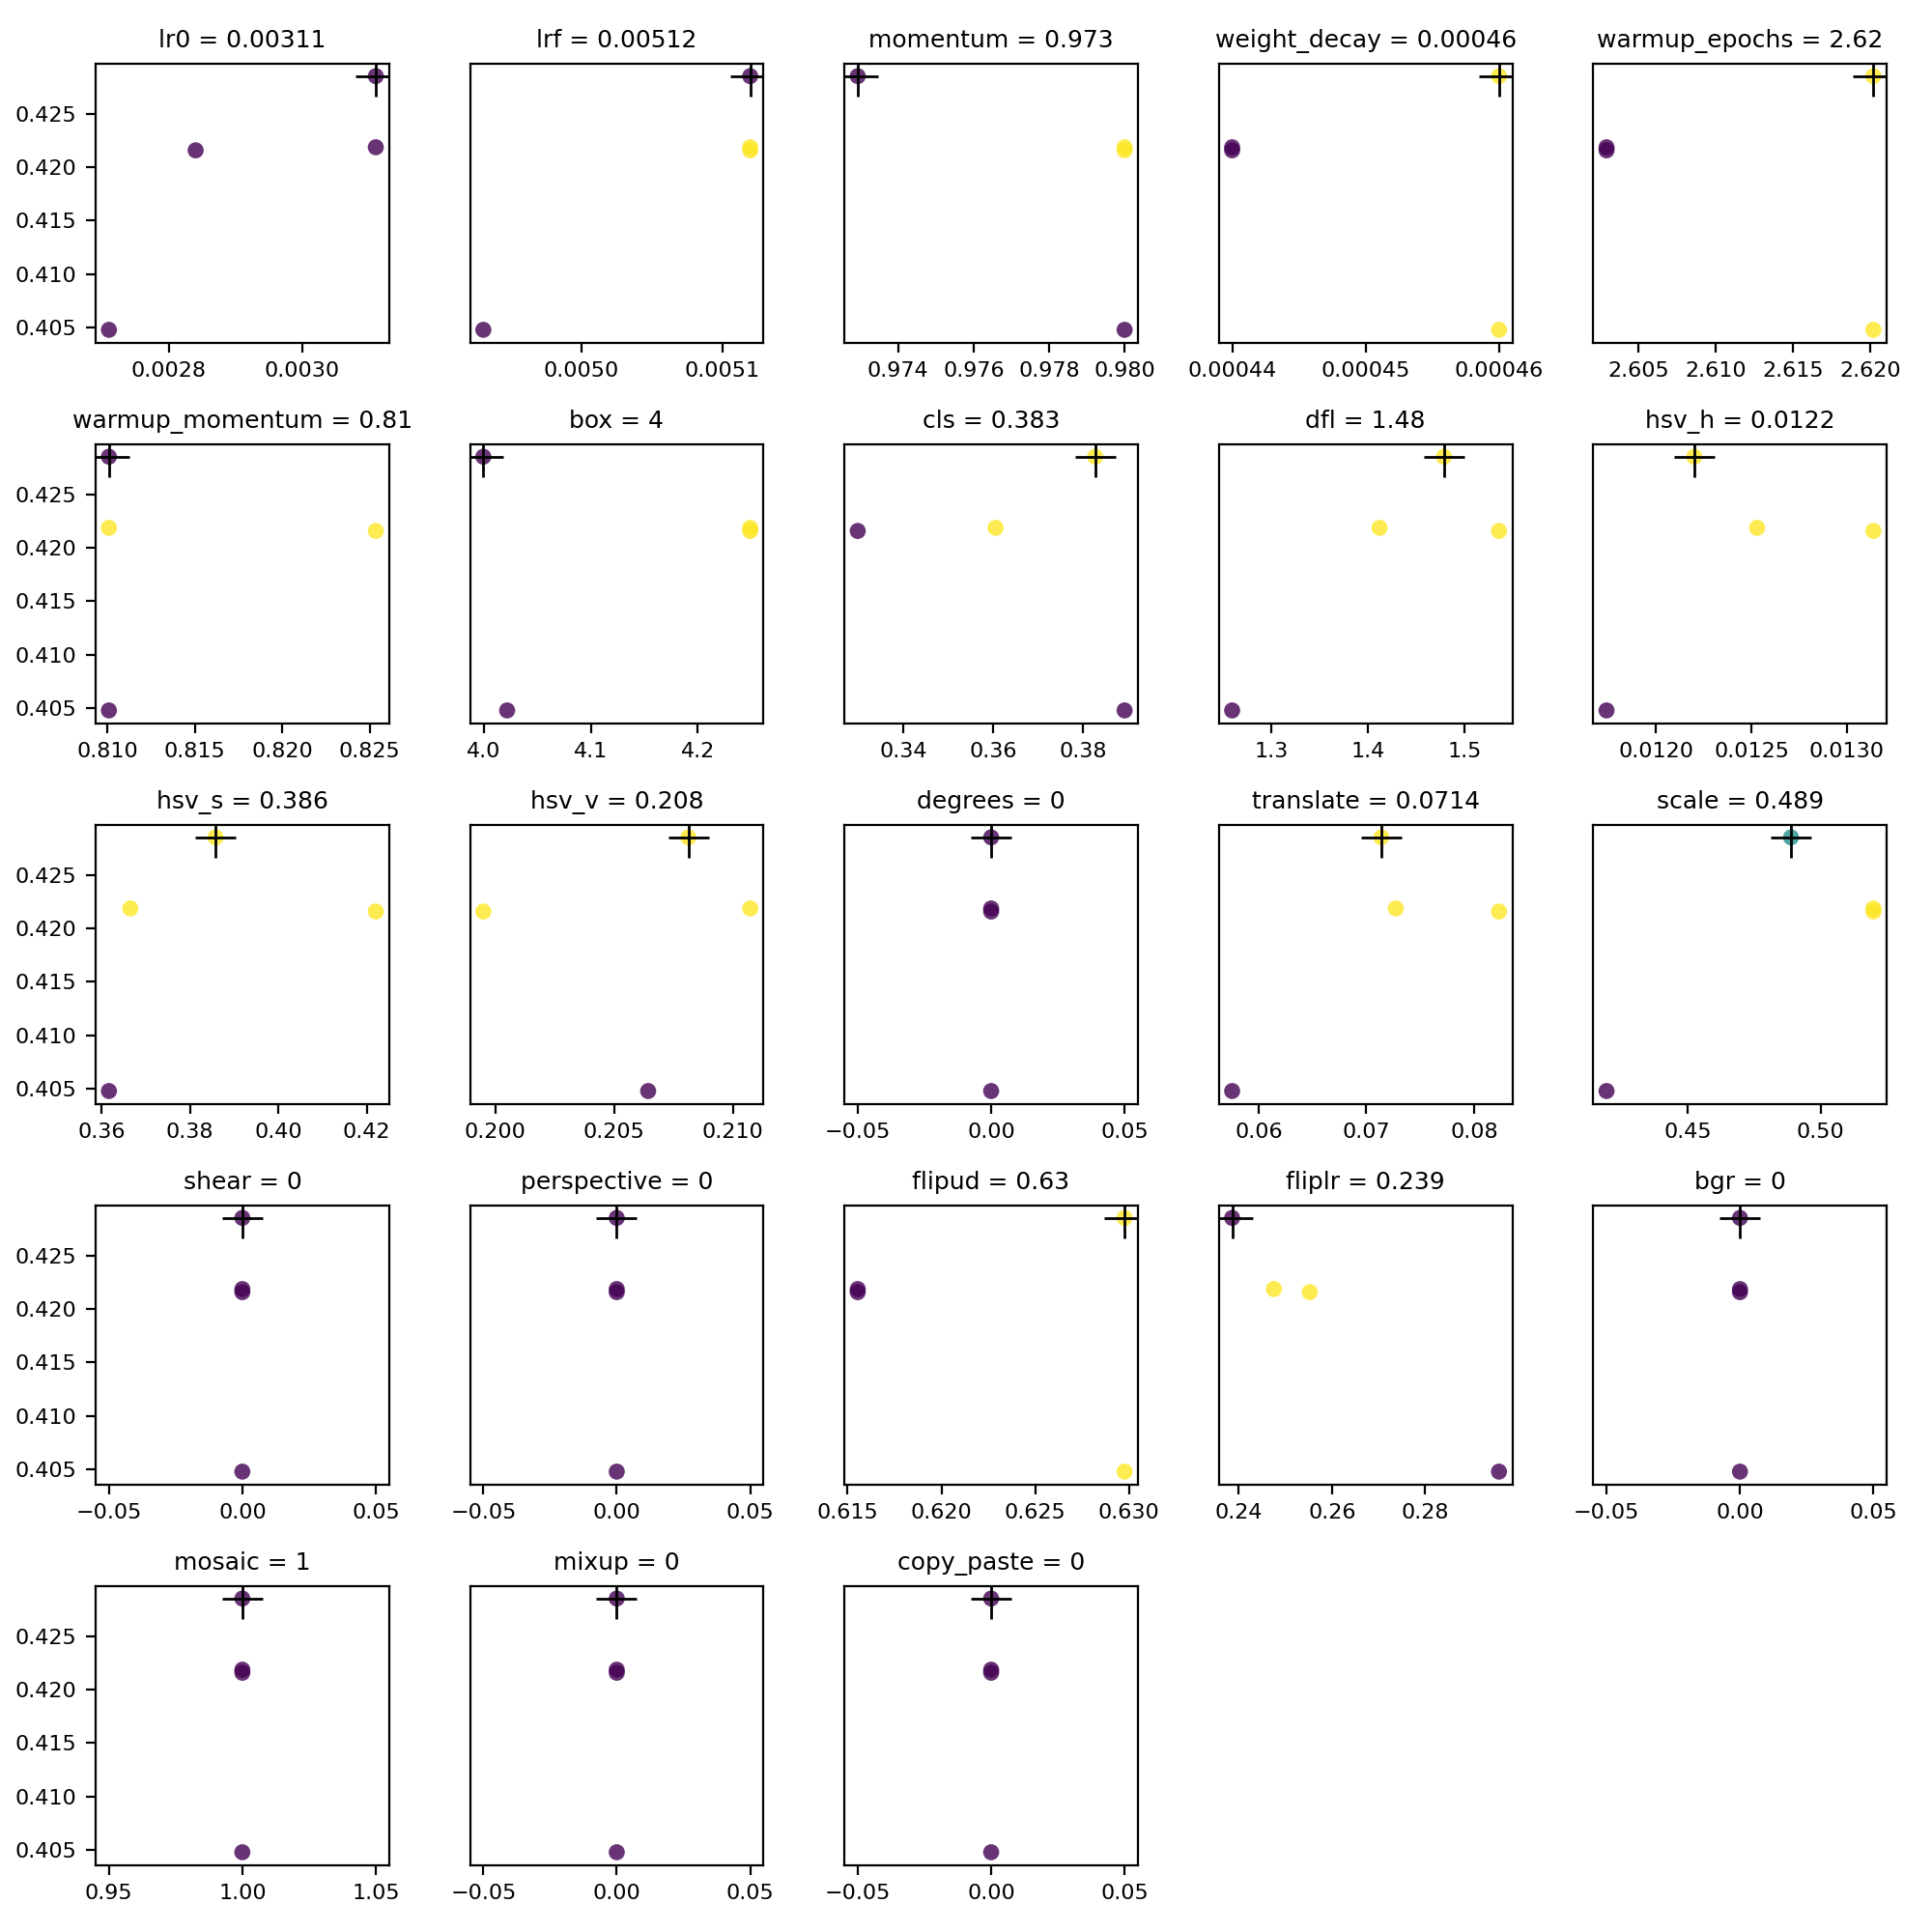 lr0 = 0.00311 lrf = 0.00512 momentum = 0.973 weight_decay = 0.00046 warmup_epochs = 2.62
0.425
0.420
0.415
0.410
0.405
0.0028 0.0030 0.0050 0.0051 0.974 0.976 0.978 0.980 0.00044 0.00045 0.00046 2.605 2.610 2.615 2.620
warmup_momentum = 0.81 box = 4 cls = 0.383 dfl = 1.48 hsv_h = 0.0122
0.425
0.420
0.415
0.410
0.405
0.810 0.815 0.820 0.825 4.0 4.1 4.2 0.34 0.36 0.38 1.3 1.4 1.5 0.0120 0.0125 0.0130
hsv_s = 0.386 hsv_v = 0.208 degrees = 0 translate = 0.0714 scale = 0.489
0.425
0.420
0.415
0.410
0.405
0.36 0.38 0.40 0.42 0.200 0.205 0.210 −0.05 0.00 0.05 0.06 0.07 0.08 0.45 0.50
shear = 0 perspective = 0 flipud = 0.63 fliplr = 0.239 bgr = 0
0.425
0.420
0.415
0.410
0.405
−0.05 0.00 0.05 −0.05 0.00 0.05 0.615 0.620 0.625 0.630 0.24 0.26 0.28 −0.05 0.00 0.05
mosaic = 1 mixup = 0 copy_paste = 0
0.425
0.420
0.415
0.410
0.405
0.95 1.00 1.05 −0.05 0.00 0.05 −0.05 0.00 0.05